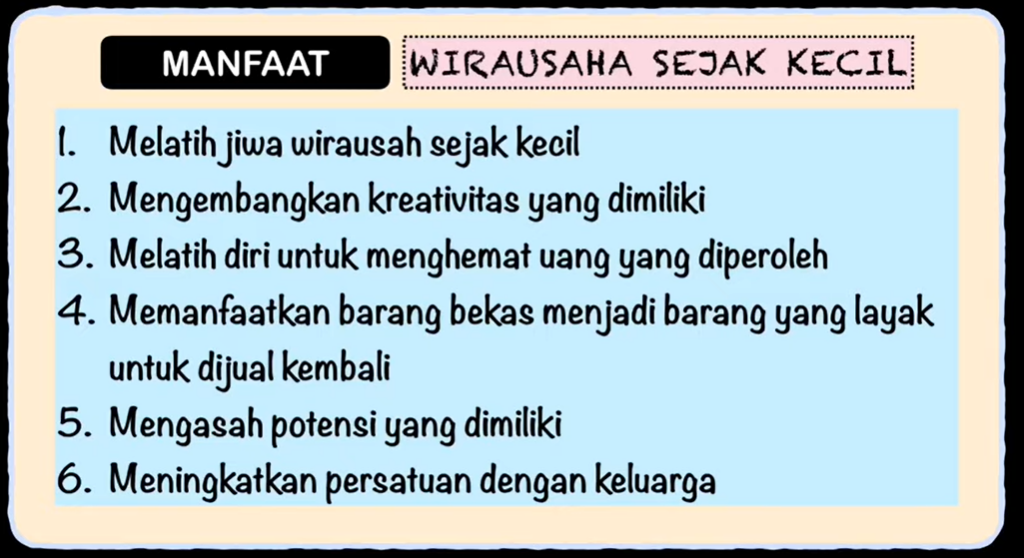 MANFAAT WIRAUSAHA SEJAK KECIL
1. Melatih jiwa wirausah sejak kecil
2. Mengembangkan kreativitas yang dimiliki
3. Melatih diri untuk menghemat uang yang diperoleh
4. Memanfaatkan barang bekas menjadi barang yang layak
untuk dijual kembali
5. Mengasah potensi yang dimiliki
6. Meningkatkan persatuan dengan keluarga